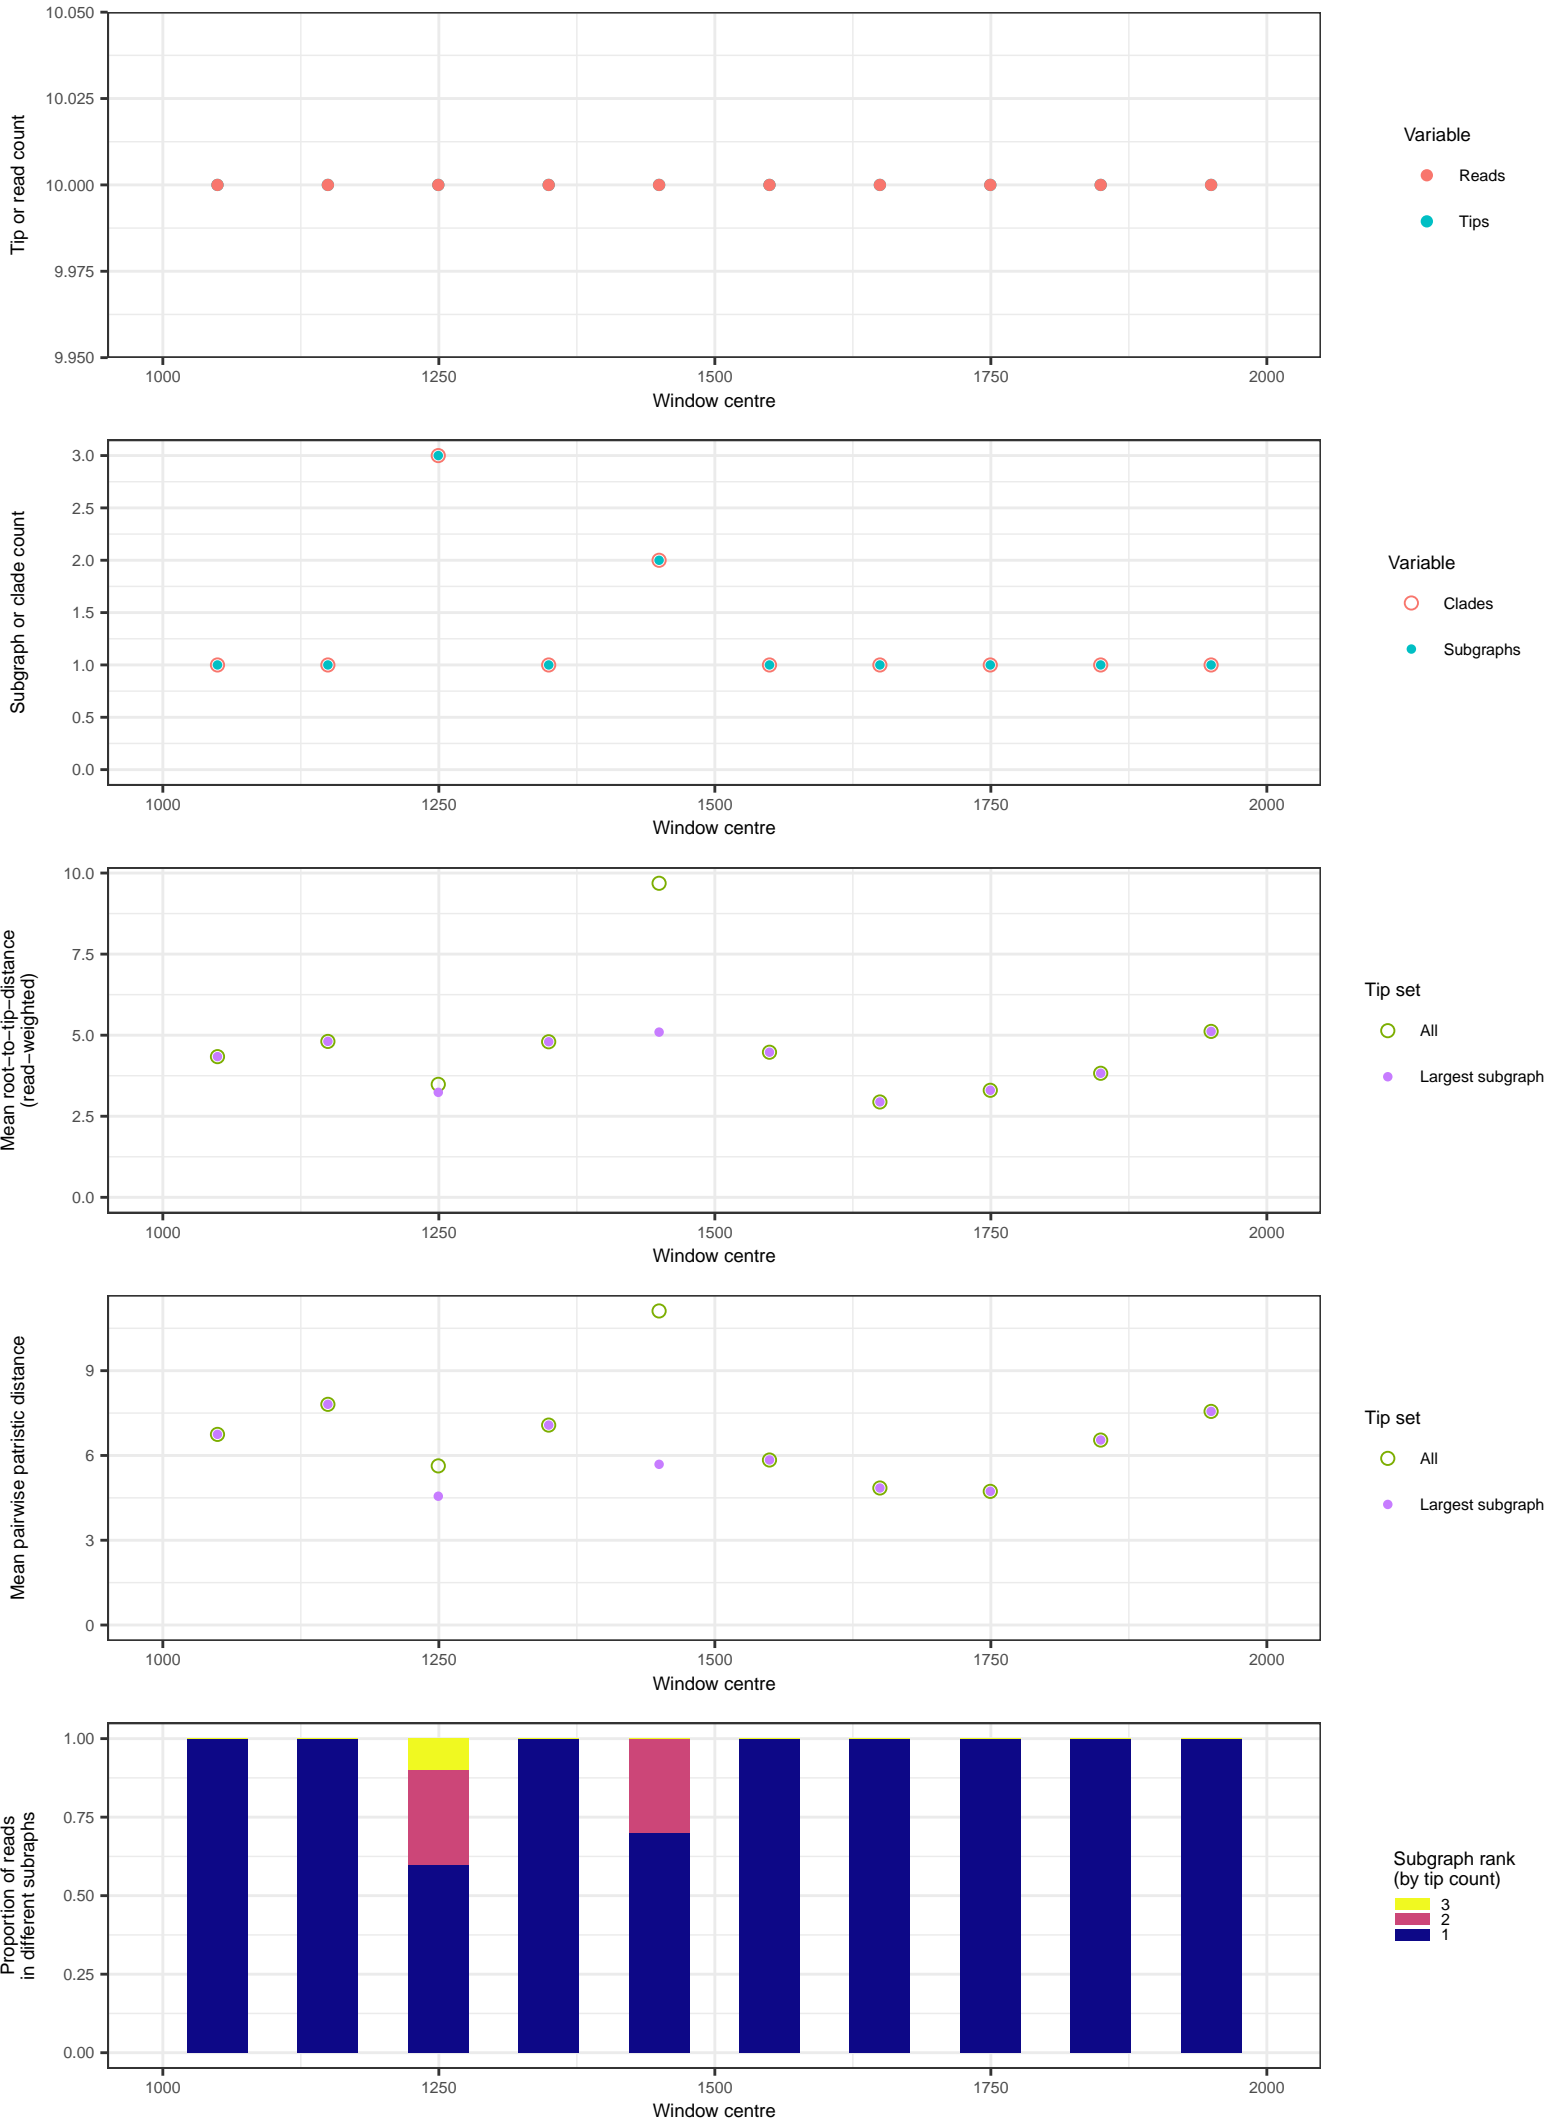 10.050
10.025
10.000
9.975
9.950
Tip or read count
1000 1250 1500 1750 2000
Window centre
Variable
Reads
Tips
3.0
2.5
2.0
1.5
1.0
0.5
0.0
Subgraph or clade count
1000 1250 1500 1750 2000
Window centre
Variable
Clades
Subgraphs
10.0
7.5
5.0
2.5
0.0
Mean root−to−tip−distance
(read−weighted)
1000 1250 1500 1750 2000
Window centre
Tip set
All
Largest subgraph
9
6
3
0
Mean pairwise patristic distance
1000 1250 1500 1750 2000
Window centre
Tip set
All
Largest subgraph
1.00
0.75
0.50
0.25
0.00
Proportion of reads
in different subraphs
1000 1250 1500 1750 2000
Window centre
Subgraph rank
(by tip count)
3
2
1